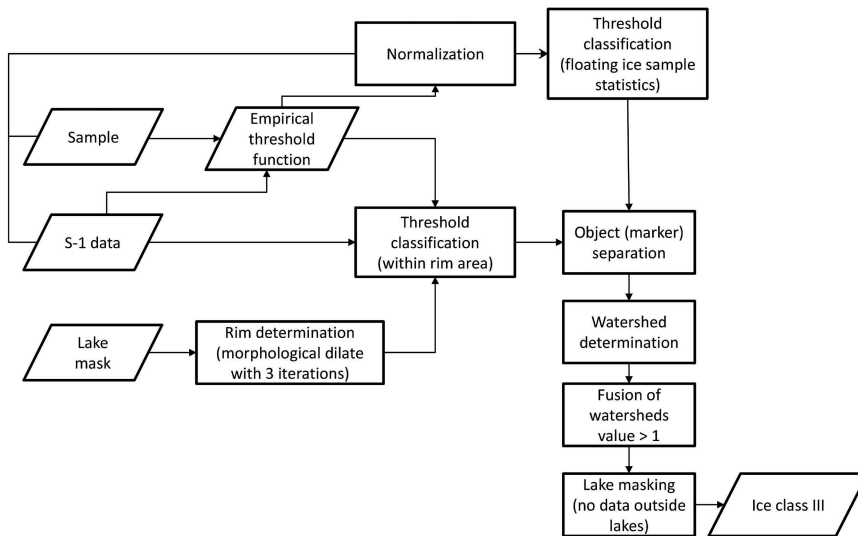 Normalization
Threshold
classification
(floating ice sample
statistics)
Sample
Empirical
threshold
function
S-1 data
Threshold
classification
(within rim area)
Object (marker)
separation
Lake
mask
Rim determination
(morphological dilate
with 3 iterations)
Watershed
determination
Fusion of
watersheds
value > 1
Lake masking
(no data outside
lakes)
Ice class III